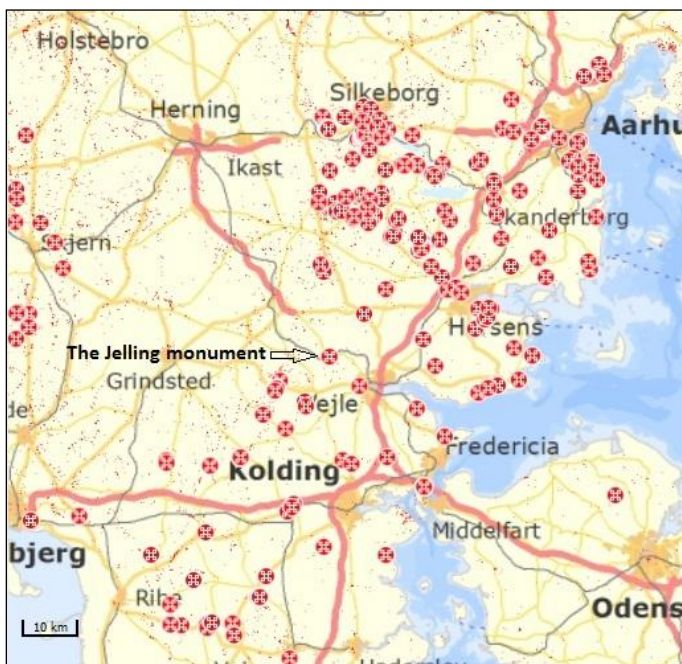 Holstebro
Silkeborg
Herning
Aarhu
Ikast
kanderborg
Skjern
Horsens
The Jelling monument
Grindsted
Vejle
de
Fredericia
Kolding
Middelfart
bjerg
Ribe
Odens
10 km